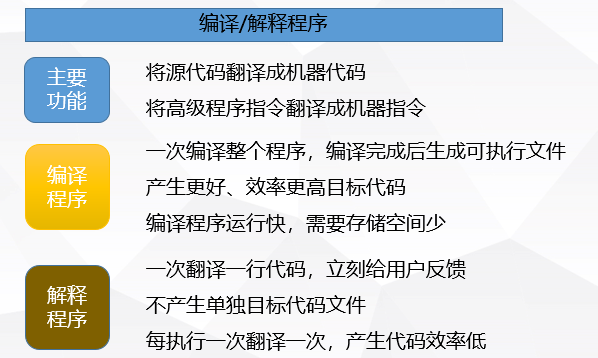 编译/解释程序
主要
功能
将源代码翻译成机器代码
将高级程序指令翻译成机器指令
编译
程序
一次编译整个程序，编译完成后生成可执行文件
产生更好、效率更高目标代码
编译程序运行快，需要存储空间少
解释
程序
一次翻译一行代码，立刻给用户反馈
不产生单独目标代码文件
每执行一次翻译一次，产生代码效率低